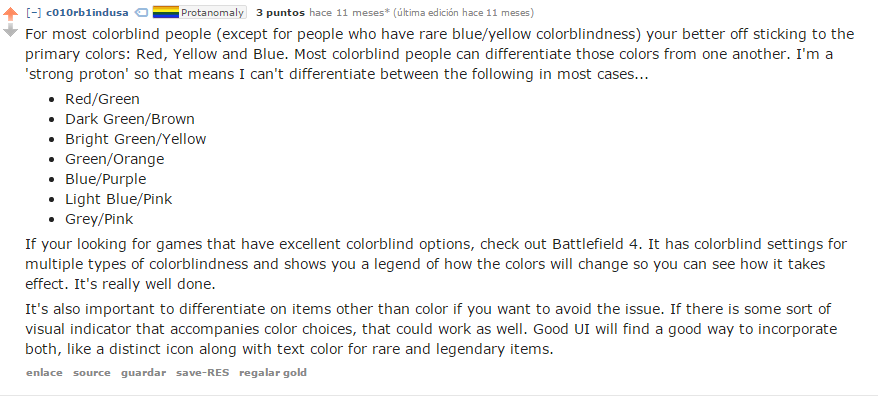 [–] c010rb1indusa Protanomaly 3 puntos hace 11 meses* (última edición hace 11 meses)
For most colorblind people (except for people who have rare blue/yellow colorblindness) your better off sticking to the
primary colors: Red, Yellow and Blue. Most colorblind people can differentiate those colors from one another. I'm a
'strong proton' so that means I can't differentiate between the following in most cases...
• Red/Green
• Dark Green/Brown
• Bright Green/Yellow
• Green/Orange
• Blue/Purple
• Light Blue/Pink
• Grey/Pink
If your looking for games that have excellent colorblind options, check out Battlefield 4. It has colorblind settings for
multiple types of colorblindness and shows you a legend of how the colors will change so you can see how it takes
effect. It's really well done.
It's also important to differentiate on items other than color if you want to avoid the issue. If there is some sort of
visual indicator that accompanies color choices, that could work as well. Good UI will find a good way to incorporate
both, like a distinct icon along with text color for rare and legendary items.
enlace source guardar save-RES regalar gold